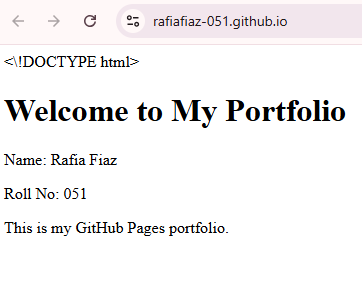 rafiafiaz-051.github.io
<\!DOCTYPE html>
Welcome to My Portfolio
Name: Rafia Fiaz
Roll No: 051
This is my GitHub Pages portfolio.